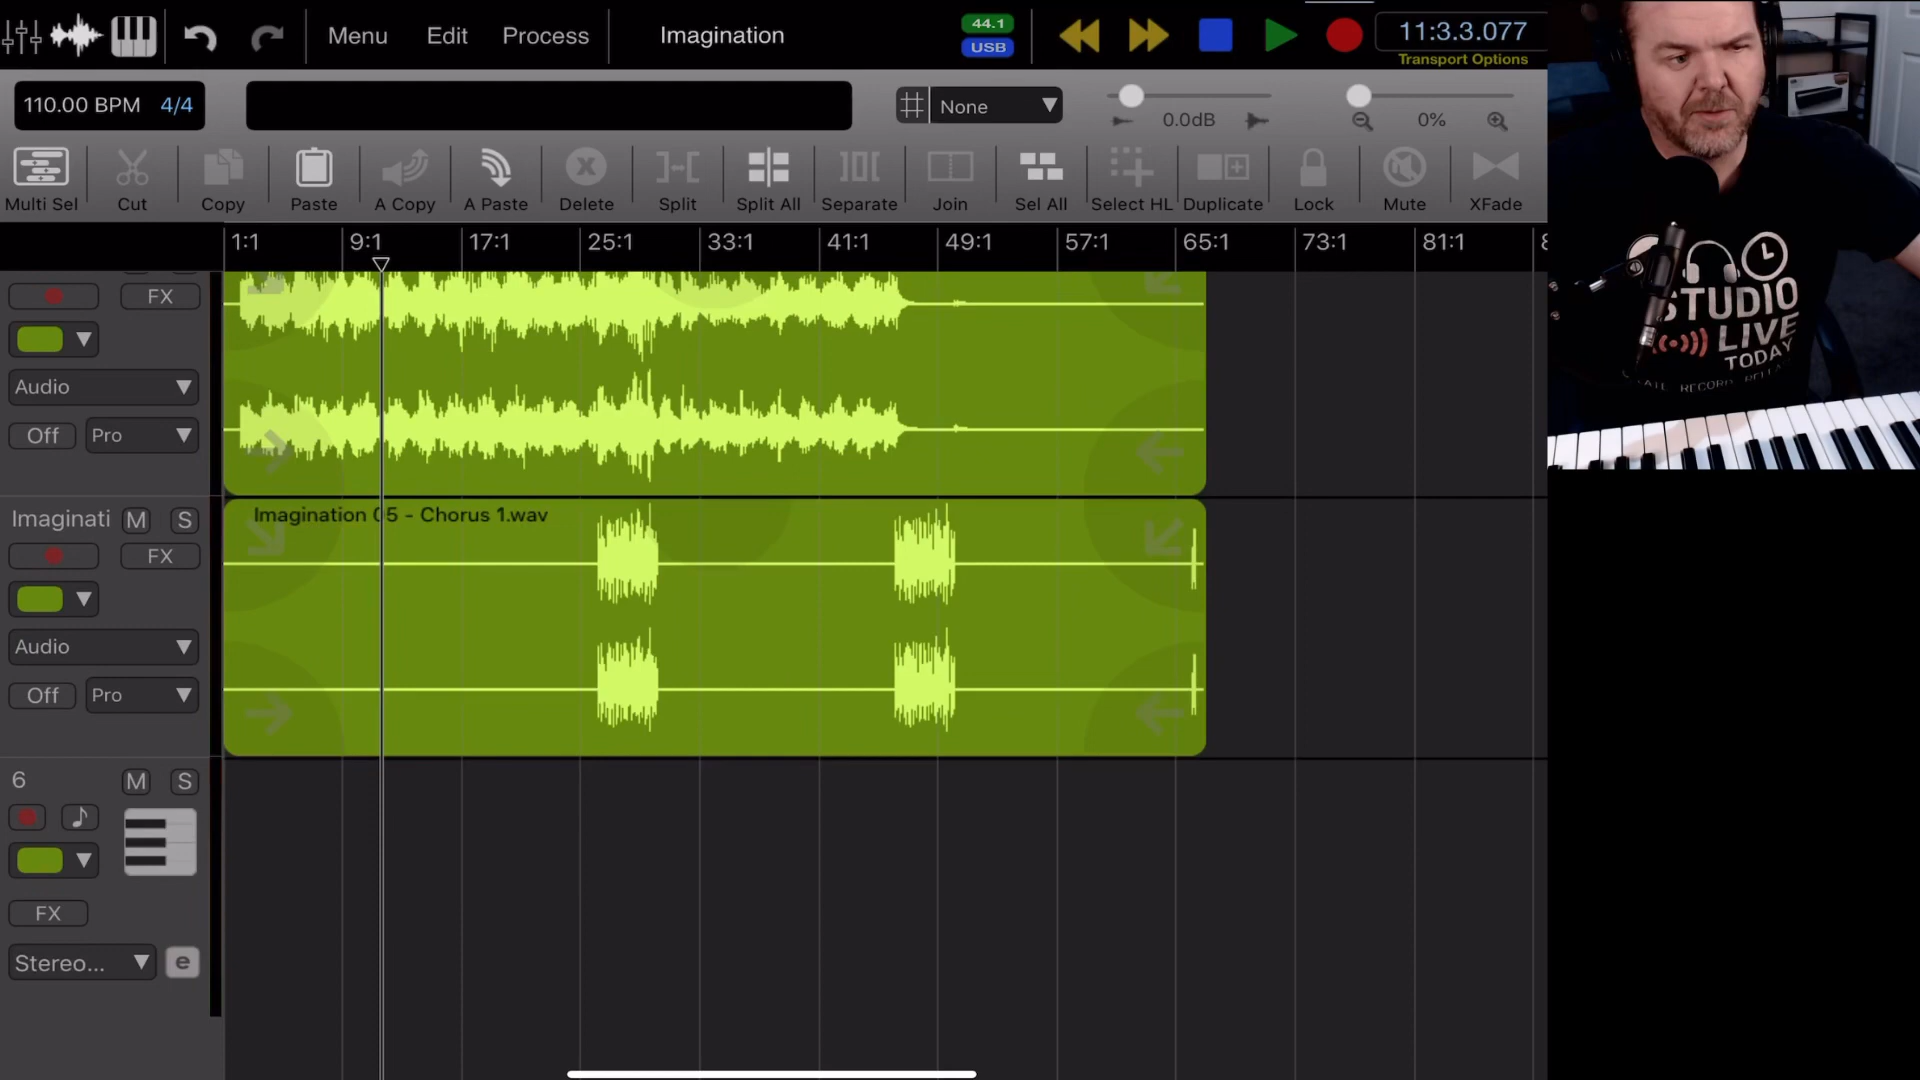 Menu Edit Process Imagination 44.1 USB 11:3.3.077
Transport Options
110.00 BPM 4/4 None 0.0dB 0%
Multi Sel Cut Copy Paste A Copy A Paste Delete Split Split All Separate Join Sel All Select HL Duplicate Lock Mute XFade
1:1 9:1 17:1 25:1 33:1 41:1 49:1 57:1 65:1 73:1 81:1
FX
Audio
Off Pro
Imaginati M S
Imagination 05 - Chorus 1.wav
FX
Audio
Off Pro
6 M S
FX
Stereo... e
STUDIO
LIVE
TODAY